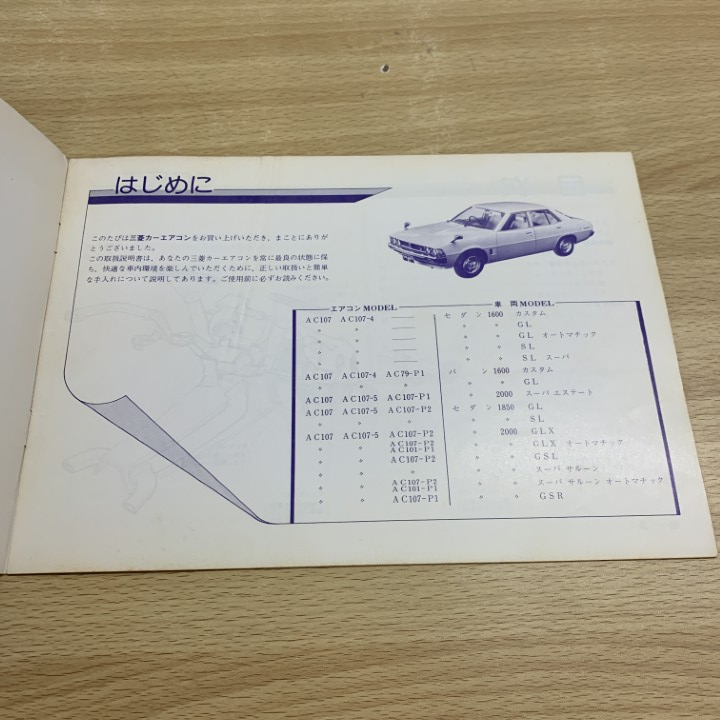 はじめに
このたびは三菱カーエアコンをお買い上げいただき、まことにありが
とうございました。
この取扱説明書は、あなたの三菱カーエアコンを常に最良の状態に保
ち、快適な車内環境を楽しんでいただくために、正しい取扱いと簡単
な手入れについて説明してあります。ご使用前に必ずお読みください。
エアコン MODEL 車両 MODEL
AC107 AC107-4 —— セダン 1600 カスタム
〃 〃 —— 〃 〃 GL
〃 〃 —— 〃 〃 GL オートマチック
〃 〃 —— 〃 〃 SL
〃 〃 —— 〃 〃 SL スーパ
AC107 AC107-4 AC79-P1 バン 1600 カスタム
〃 〃 〃 〃 〃 GL
AC107 AC107-5 AC107-P1 〃 2000 スーパ エステート
AC107 AC107-5 AC107-P2 セダン 1850 GL
〃 〃 〃 〃 〃 SL
AC107 AC107-5 AC107-P2 〃 2000 GLX
〃 〃 AC107-P2 AC101-P1 〃 〃 GLX オートマチック
〃 〃 AC107-P2 〃 〃 GSL
〃 〃 〃 〃 〃 スーパ サルーン
〃 〃 AC107-P2 AC101-P1 〃 〃 スーパ サルーン オートマチック
〃 〃 AC107-P1 〃 〃 GSR